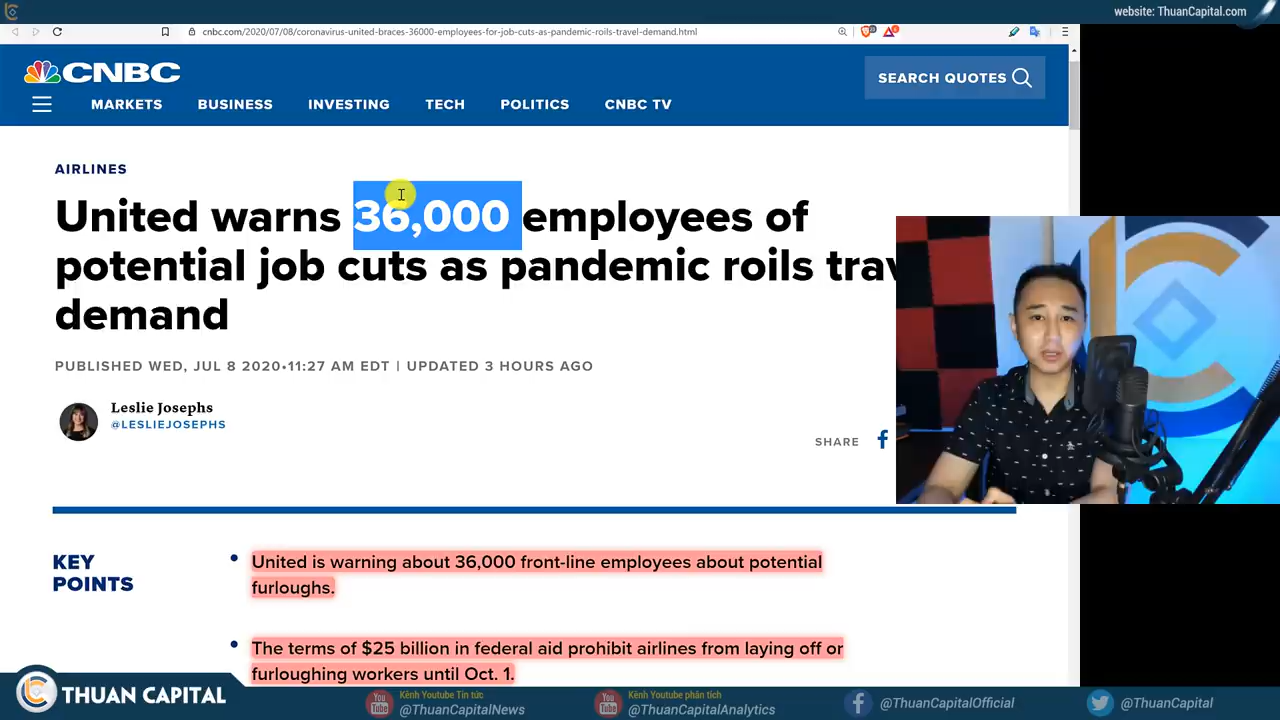 website: ThuanCapital.com
cnbc.com/2020/07/08/coronavirus-united-braces-36000-employees-for-job-cuts-as-pandemic-roils-travel-demand.html
CNBC
SEARCH QUOTES
MARKETS BUSINESS INVESTING TECH POLITICS CNBC TV
AIRLINES
United warns 36,000 employees of
potential job cuts as pandemic roils trav
demand
PUBLISHED WED, JUL 8 2020•11:27 AM EDT | UPDATED 3 HOURS AGO
Leslie Josephs
@LESLIEJOSEPHS
SHARE
KEY
POINTS
• United is warning about 36,000 front-line employees about potential
furloughs.
• The terms of $25 billion in federal aid prohibit airlines from laying off or
furloughing workers until Oct. 1.
THUAN CAPITAL
You Tube
Kênh Youtube Tin tức
@ThuanCapitalNews
You Tube
Kênh Youtube phân tích
@ThuanCapitalAnalytics
@ThuanCapitalOfficial
@ThuanCapital